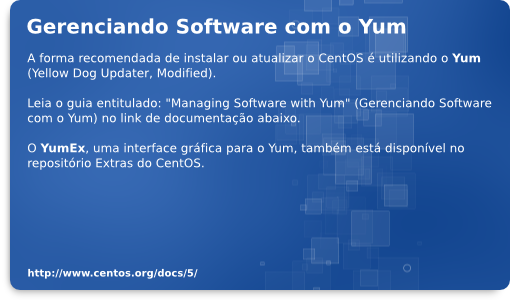 Gerenciando Software com o Yum
A forma recomendada de instalar ou atualizar o CentOS é utilizando o Yum
(Yellow Dog Updater, Modified).
Leia o guia entitulado: "Managing Software with Yum" (Gerenciando Software
com o Yum) no link de documentação abaixo.
O YumEx, uma interface gráfica para o Yum, também está disponível no
repositório Extras do CentOS.
http://www.centos.org/docs/5/